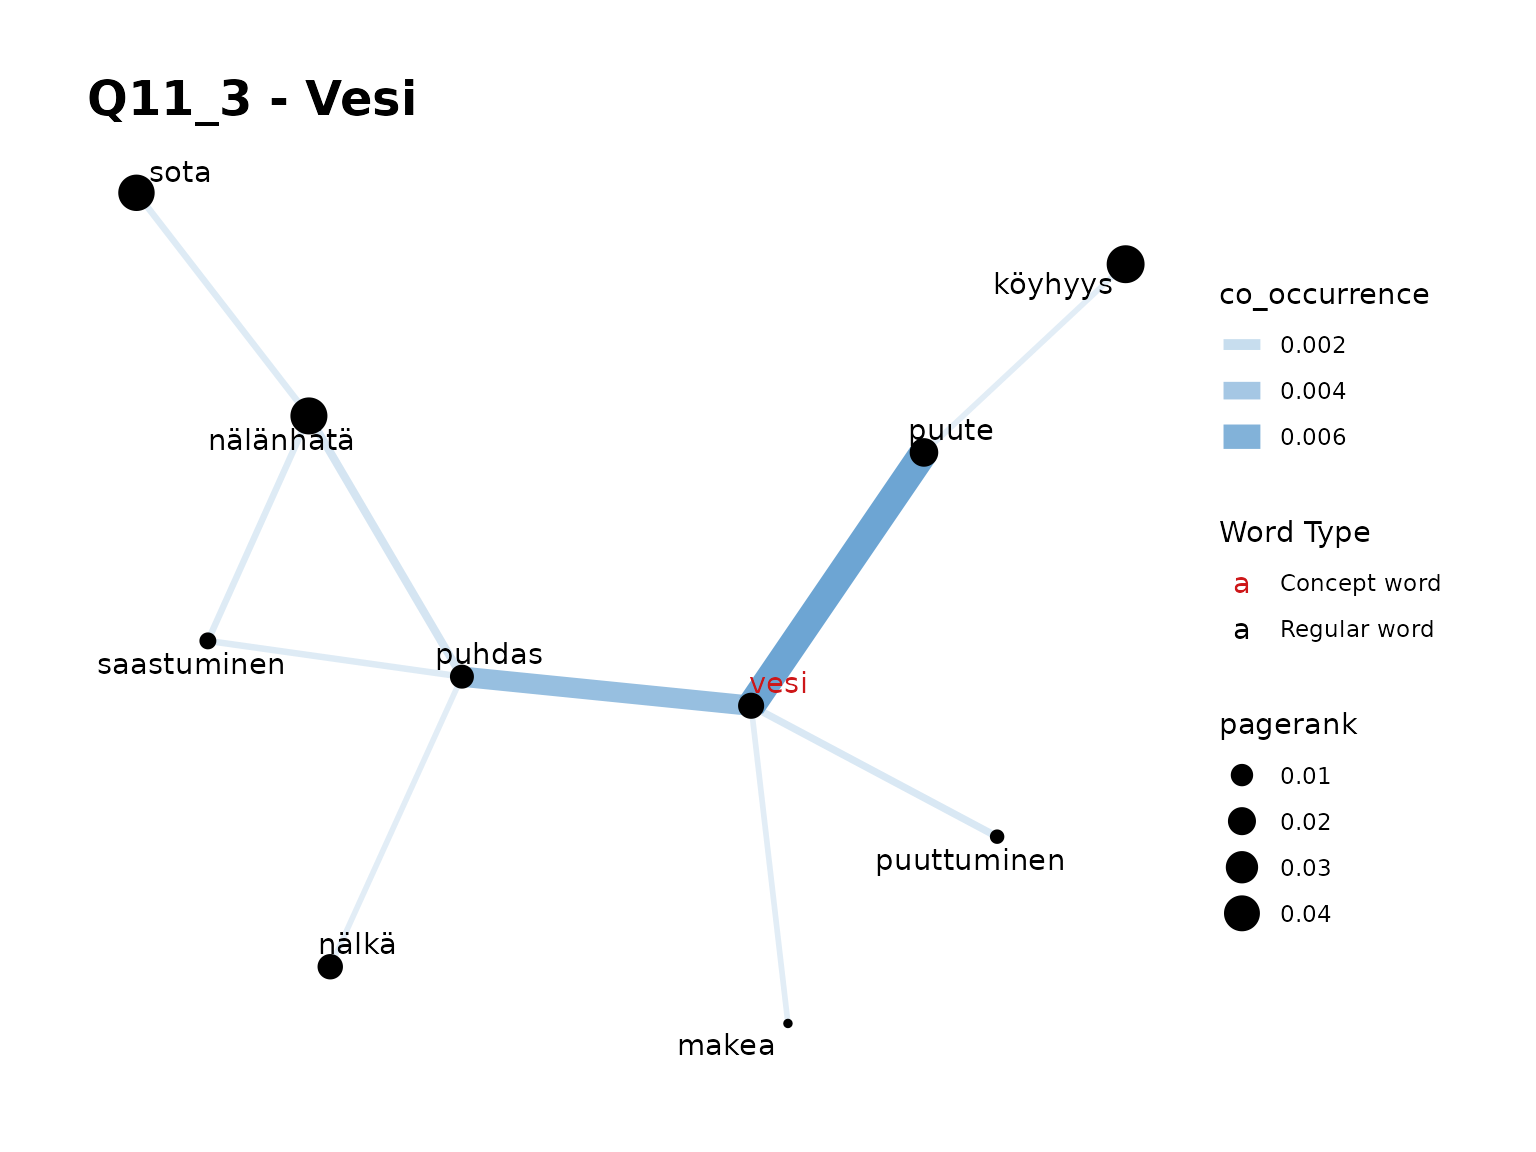 Q11_3 - Vesi
sota
köyhyys
nälänhätä
puute
saastuminen
puhdas
vesi
puuttuminen
nälkä
makea
co_occurrence
0.002
0.004
0.006
Word Type
a Concept word
a Regular word
pagerank
0.01
0.02
0.03
0.04